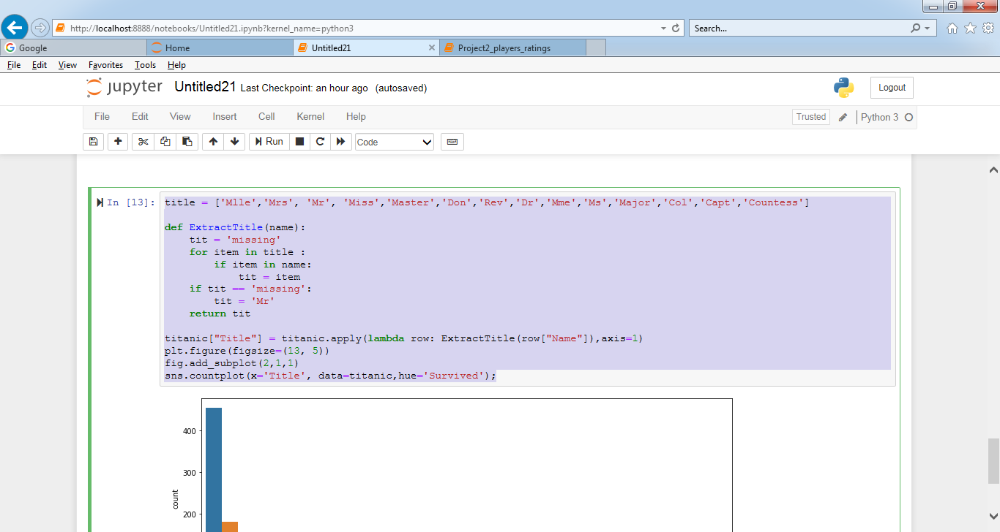 http://localhost:8888/notebooks/Untitled21.ipynb?kernel_name=python3
Search...
Google
Home
Untitled21
Project2_players_ratings
File Edit View Favorites Tools Help
jupyter Untitled21 Last Checkpoint: an hour ago (autosaved)
Logout
File Edit View Insert Cell Kernel Help
Trusted
Python 3
Run
Code
In [13]:
title = ['Mlle','Mrs', 'Mr', 'Miss','Master','Don','Rev','Dr','Mme','Ms','Major','Col','Capt','Countess']
def ExtractTitle(name):
    tit = 'missing'
    for item in title :
        if item in name:
            tit = item
    if tit == 'missing':
        tit = 'Mr'
    return tit
titanic["Title"] = titanic.apply(lambda row: ExtractTitle(row["Name"]),axis=1)
plt.figure(figsize=(13, 5))
fig.add_subplot(2,1,1)
sns.countplot(x='Title', data=titanic,hue='Survived');
400
300
200
count